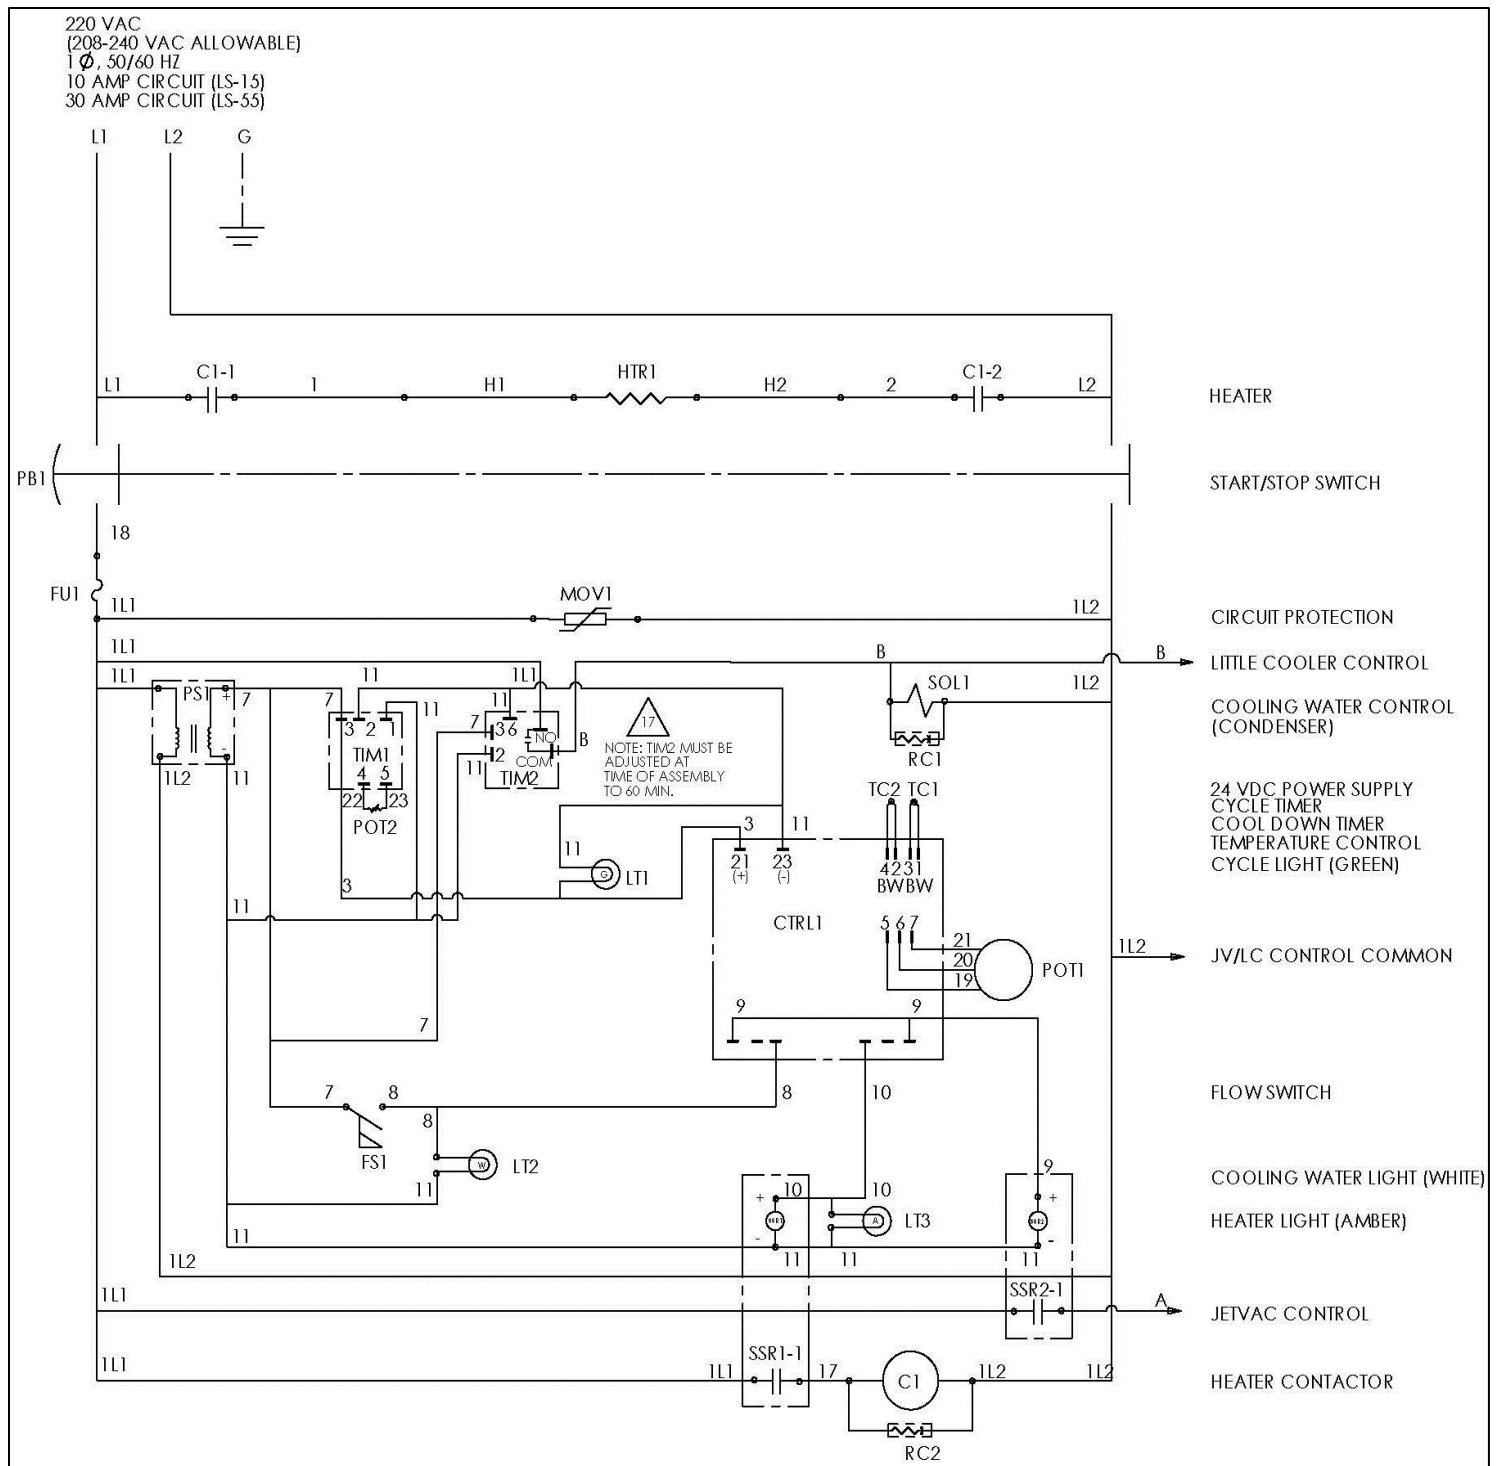 220 VAC
(208-240 VAC ALLOWABLE)
1 Ø, 50/60 HZ
10 AMP CIRCUIT (LS-15)
30 AMP CIRCUIT (LS-55)
L1 L2 G
L1 C1-1 1 H1 HTR1 H2 2 C1-2 L2 HEATER
PB1 START/STOP SWITCH
18
FU1
1L1 MOV1 1L2 CIRCUIT PROTECTION
1L1 B B LITTLE COOLER CONTROL
1L1 PS1 + 7 7 11 11 1L1 11 SOL1 1L2
COOLING WATER CONTROL
(CONDENSER)
3 2 1 7 3 6 NO B 17
NOTE: TIM2 MUST BE
ADJUSTED AT
TIME OF ASSEMBLY
TO 60 MIN.
RC1
TIM1 11 2 COM TIM2
- 1L2 11 4 5
22 23
POT2
TC2 TC1
24 VDC POWER SUPPLY
CYCLE TIMER
COOL DOWN TIMER
TEMPERATURE CONTROL
CYCLE LIGHT (GREEN)
3 11
11 21 23 4 2 3 1
(+) (-) B W B W
G LT1
3
11 CTRL1 5 6 7
21
20
19
POT1
1L2 JV/LC CONTROL COMMON
9 9
7
7 8 8 10 FLOW SWITCH
8
FS1 W LT2
11
9 COOLING WATER LIGHT (WHITE)
+ 10 10 +
SSR1 A LT3 SSR2 HEATER LIGHT (AMBER)
11 - 11 11 - 11
1L2
1L1 SSR2-1 A JETVAC CONTROL
1L1 SSR1-1
1L1 17 C1 1L2 1L2 HEATER CONTACTOR
RC2